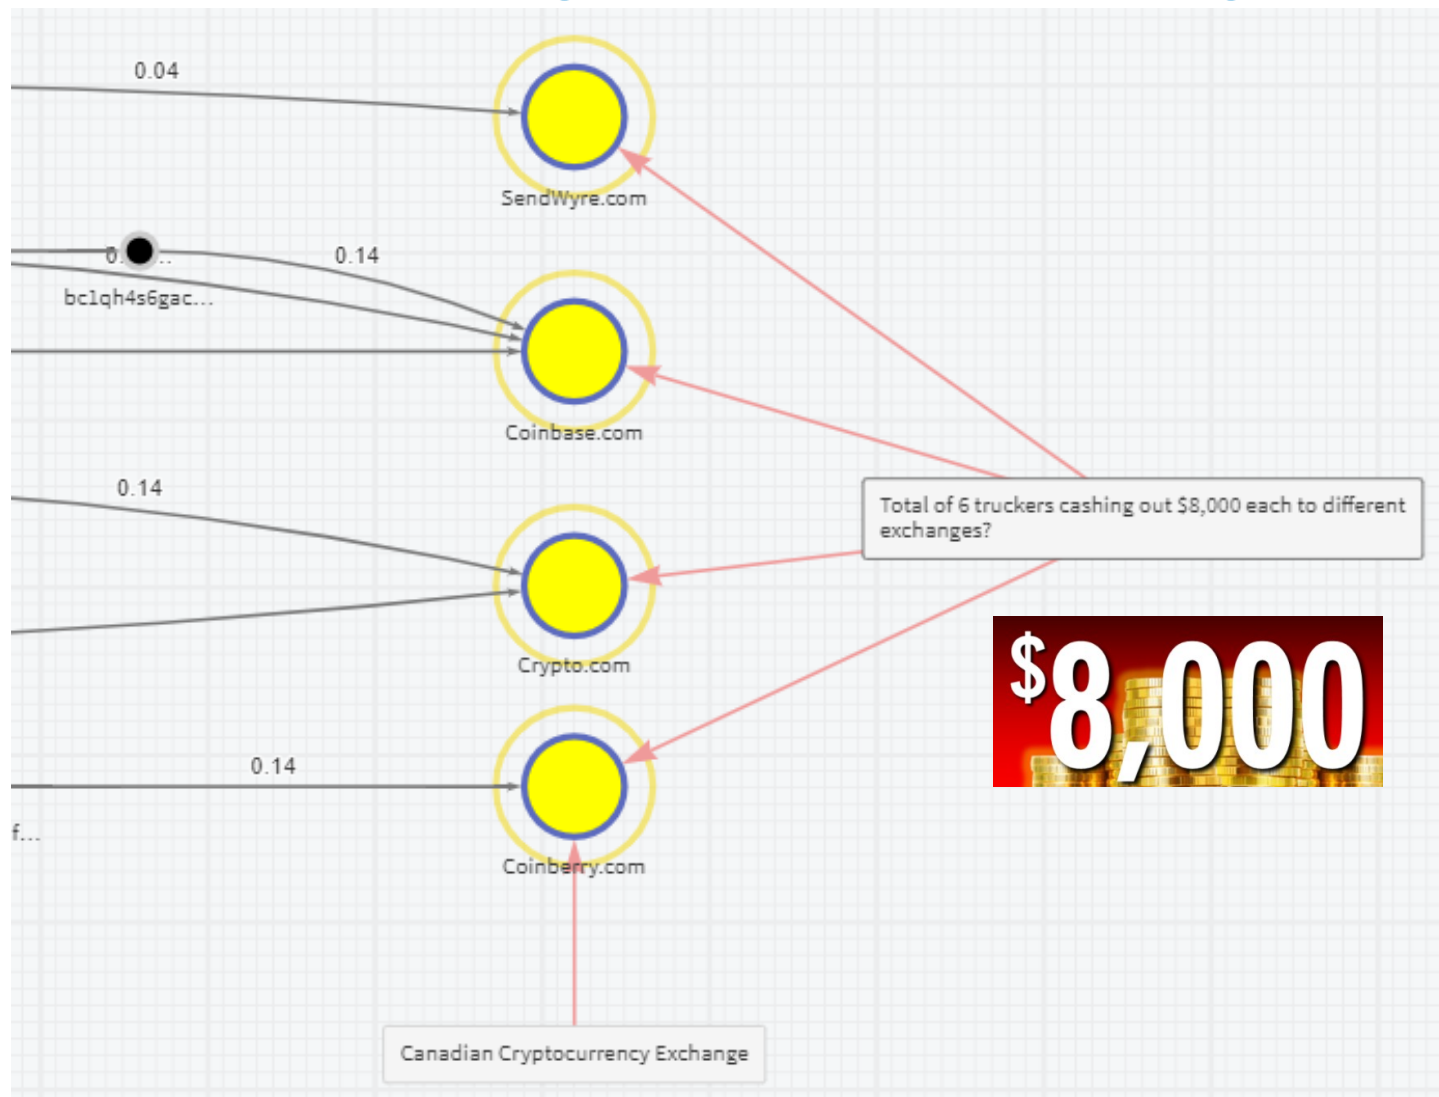 0.04
SendWyre.com
0.14
bc1qh4s6gac...
Coinbase.com
0.14
Total of 6 truckers cashing out $8,000 each to different
exchanges?
Crypto.com
$8,000
0.14
f...
Coinberry.com
Canadian Cryptocurrency Exchange